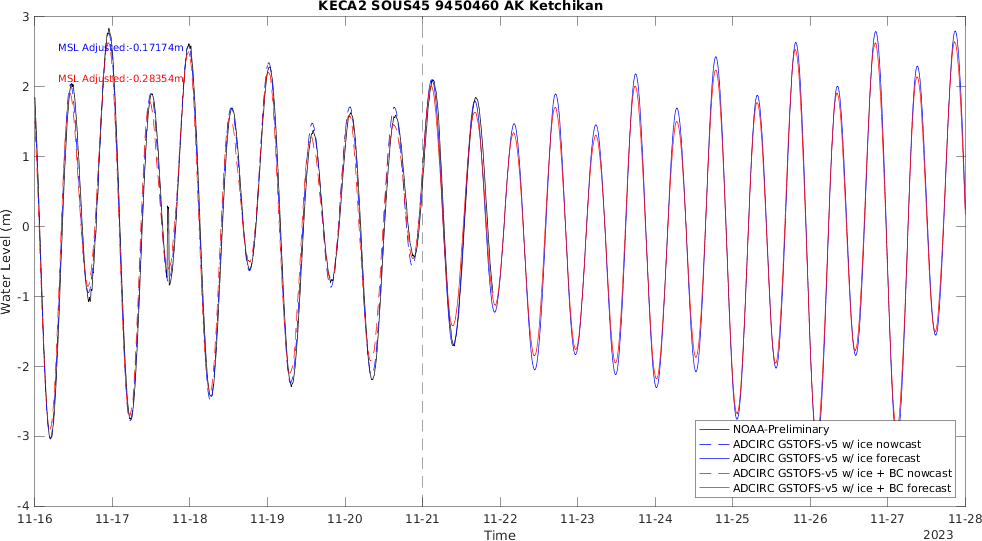 KECA2 SOUS45 9450460 AK Ketchikan
MSL Adjusted:-0.17174m
MSL Adjusted:-0.28354m
Water Level (m)
3
2
1
0
-1
-2
-3
-4
NOAA-Preliminary
ADCIRC GSTOFS-v5 w/ ice nowcast
ADCIRC GSTOFS-v5 w/ ice forecast
ADCIRC GSTOFS-v5 w/ ice + BC nowcast
ADCIRC GSTOFS-v5 w/ ice + BC forecast
11-16 11-17 11-18 11-19 11-20 11-21 11-22 11-23 11-24 11-25 11-26 11-27 11-28
Time
2023